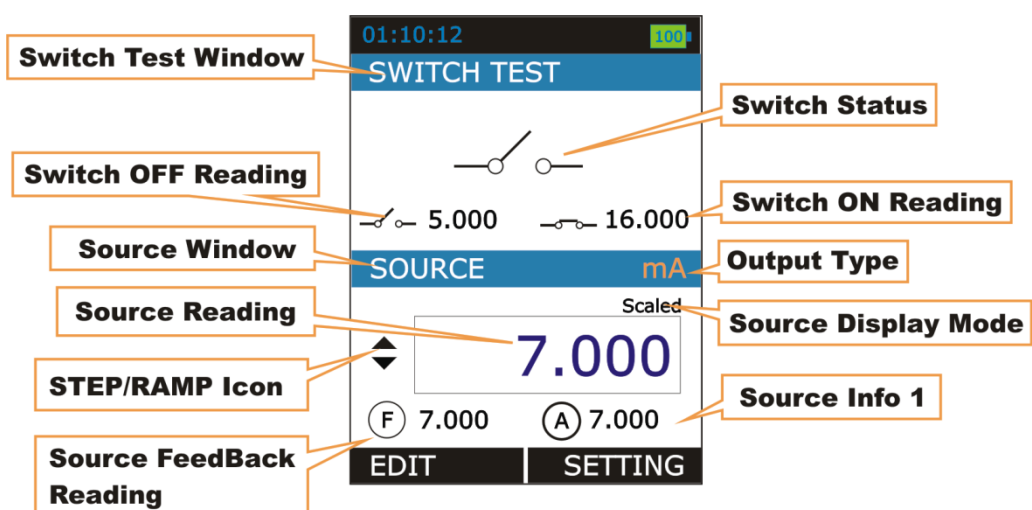 01:10:12
100
Switch Test Window
SWITCH TEST
Switch Status
Switch OFF Reading
5.000
16.000
Switch ON Reading
Source Window
SOURCE
mA
Output Type
Scaled
Source Reading
7.000
Source Display Mode
STEP/RAMP Icon
F 7.000
A 7.000
Source Info 1
Source FeedBack
Reading
EDIT
SETTING